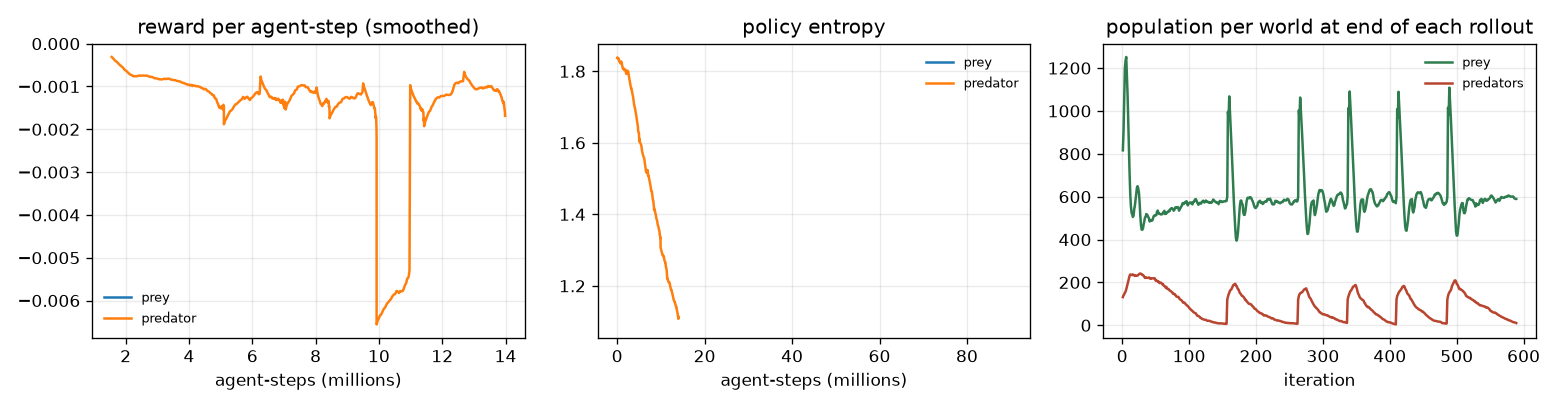 reward per agent-step (smoothed)
0.000
−0.001
−0.002
−0.003
−0.004
−0.005
−0.006
prey
predator
2 4 6 8 10 12 14
agent-steps (millions)
policy entropy
1.8
1.6
1.4
1.2
prey
predator
0 20 40 60 80
agent-steps (millions)
population per world at end of each rollout
1200
1000
800
600
400
200
0
prey
predators
0 100 200 300 400 500 600
iteration